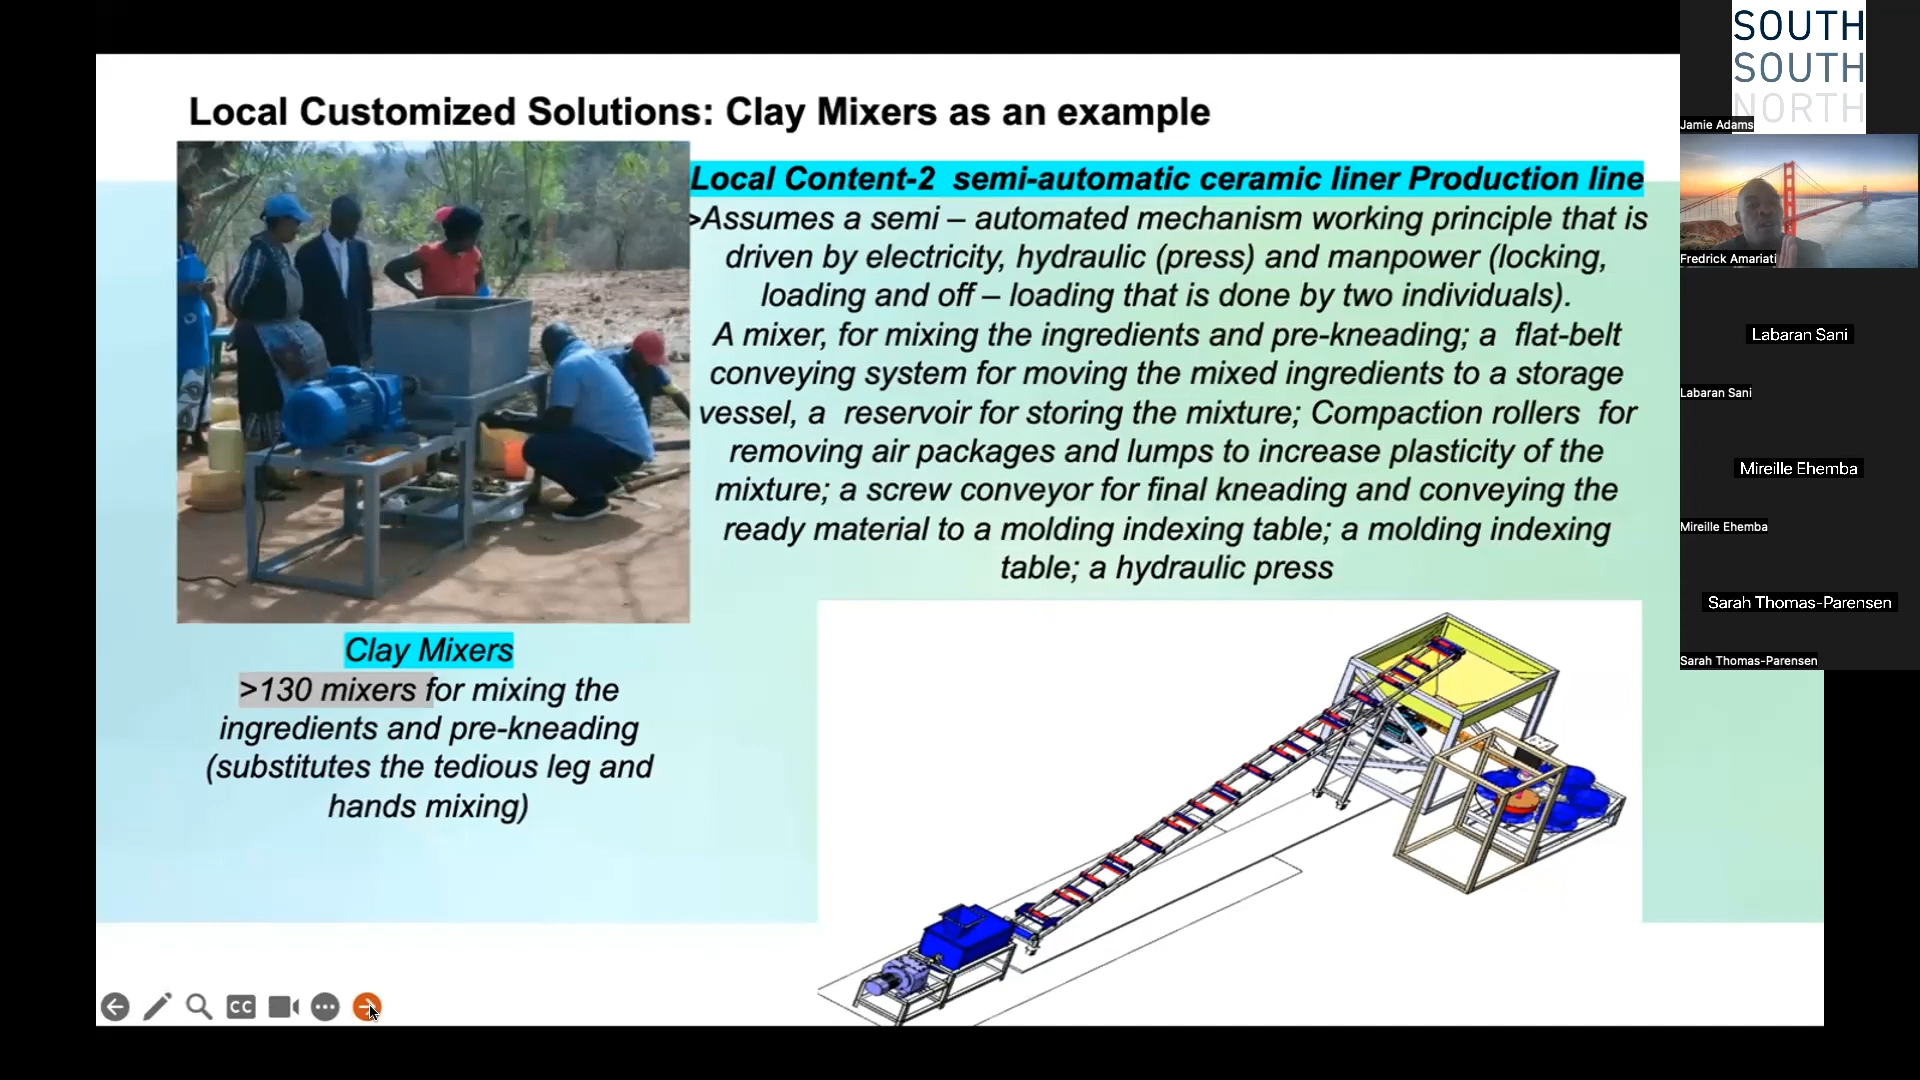 Local Customized Solutions: Clay Mixers as an example
Local Content-2 semi-automatic ceramic liner Production line
>Assumes a semi – automated mechanism working principle that is
driven by electricity, hydraulic (press) and manpower (locking,
loading and off – loading that is done by two individuals).
A mixer, for mixing the ingredients and pre-kneading; a flat-belt
conveying system for moving the mixed ingredients to a storage
vessel, a reservoir for storing the mixture; Compaction rollers for
removing air packages and lumps to increase plasticity of the
mixture; a screw conveyor for final kneading and conveying the
ready material to a molding indexing table; a molding indexing
table; a hydraulic press
Clay Mixers
>130 mixers for mixing the
ingredients and pre-kneading
(substitutes the tedious leg and
hands mixing)
CC
SOUTH
SOUTH
NORTH
Jamie Adams
Fredrick Amariati
Labaran Sani
Labaran Sani
Mireille Ehemba
Mireille Ehemba
Sarah Thomas-Parensen
Sarah Thomas-Parensen